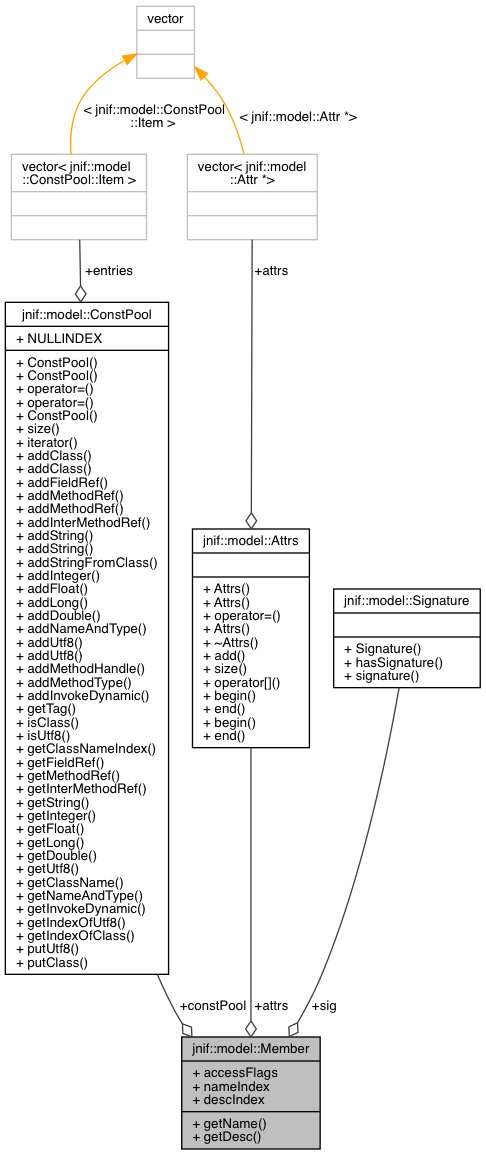 vector
< jnif::model::ConstPool
::Item >
< jnif::model::Attr *>
vector< jnif::model
::ConstPool::Item >
vector< jnif::model
::Attr *>
+entries
+attrs
jnif::model::ConstPool
+ NULLINDEX
+ ConstPool()
+ ConstPool()
+ operator=()
+ operator=()
+ ConstPool()
+ size()
+ iterator()
+ addClass()
+ addClass()
+ addFieldRef()
+ addMethodRef()
+ addMethodRef()
+ addInterMethodRef()
+ addString()
+ addString()
+ addStringFromClass()
+ addInteger()
+ addFloat()
+ addLong()
+ addDouble()
+ addNameAndType()
+ addUtf8()
+ addUtf8()
+ addMethodHandle()
+ addMethodType()
+ addInvokeDynamic()
+ getTag()
+ isClass()
+ isUtf8()
+ getClassNameIndex()
+ getFieldRef()
+ getMethodRef()
+ getInterMethodRef()
+ getString()
+ getInteger()
+ getFloat()
+ getLong()
+ getDouble()
+ getUtf8()
+ getClassName()
+ getNameAndType()
+ getInvokeDynamic()
+ getIndexOfUtf8()
+ getIndexOfClass()
+ putUtf8()
+ putClass()
jnif::model::Attrs
+ Attrs()
+ Attrs()
+ operator=()
+ Attrs()
+ ~Attrs()
+ add()
+ size()
+ operator[]()
+ begin()
+ end()
+ begin()
+ end()
jnif::model::Signature
+ Signature()
+ hasSignature()
+ signature()
+constPool
+attrs
+sig
jnif::model::Member
+ accessFlags
+ nameIndex
+ descIndex
+ getName()
+ getDesc()